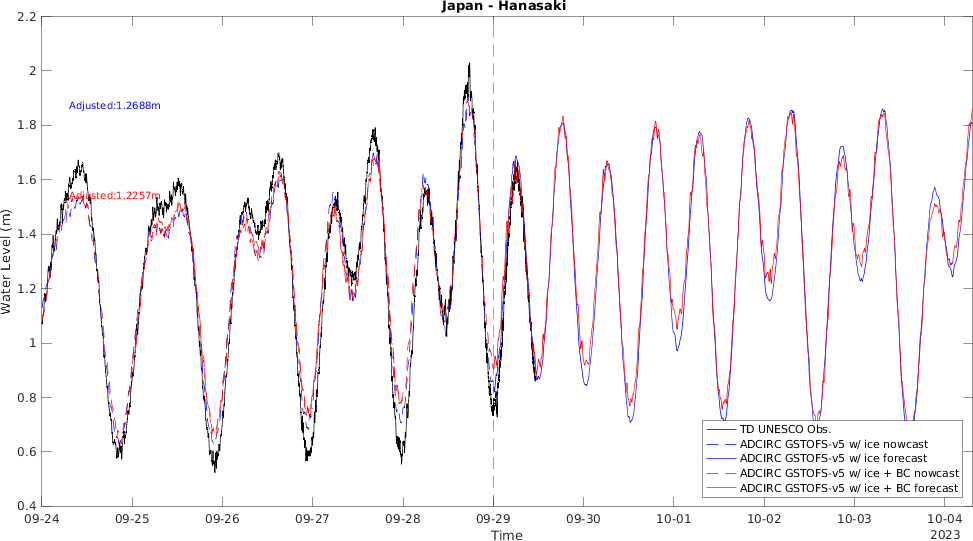 Japan - Hanasaki
2.2
2
1.8
1.6
1.4
1.2
1
0.8
0.6
0.4
Water Level (m)
Adjusted:1.2688m
Adjusted:1.2257m
TD UNESCO Obs.
ADCIRC GSTOFS-v5 w/ ice nowcast
ADCIRC GSTOFS-v5 w/ ice forecast
ADCIRC GSTOFS-v5 w/ ice + BC nowcast
ADCIRC GSTOFS-v5 w/ ice + BC forecast
09-24 09-25 09-26 09-27 09-28 09-29 09-30 10-01 10-02 10-03 10-04
2023
Time